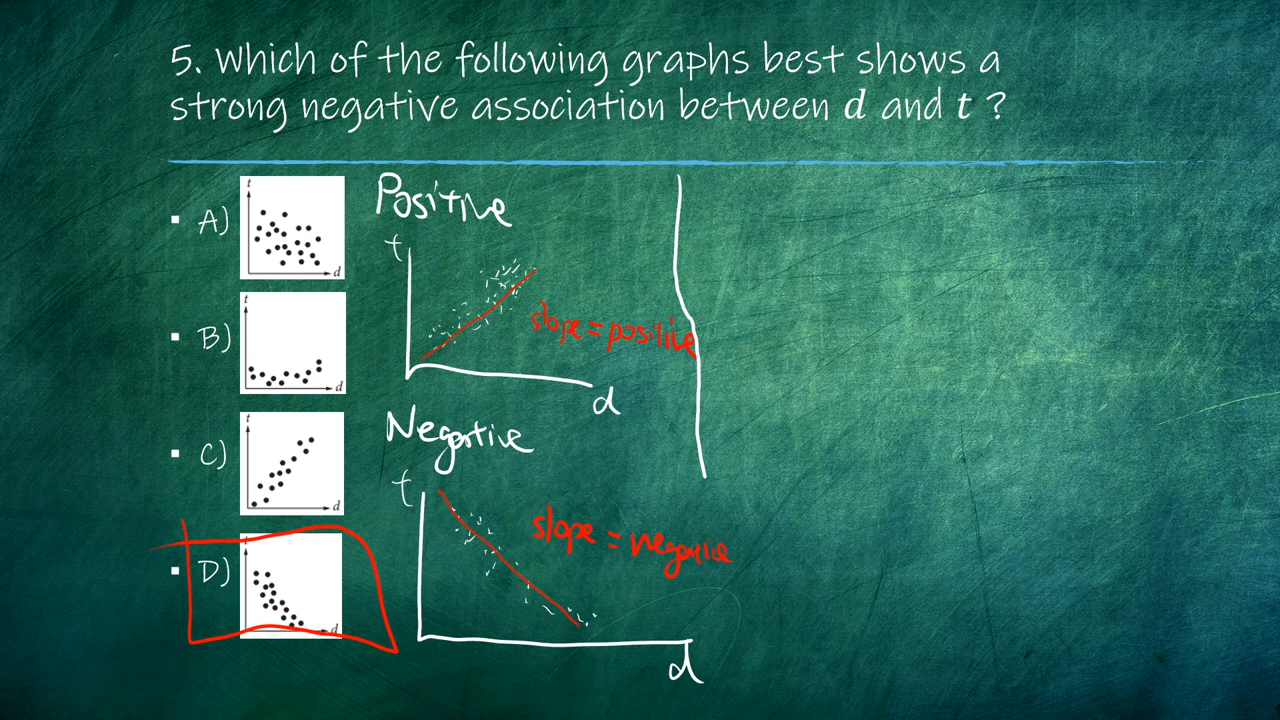 5. Which of the following graphs best shows a
strong negative association between d and t ?
A)
t
d
B)
t
d
C)
t
d
D)
t
d
Positive
t
slope = positive
d
Negative
t
slope = negative
d